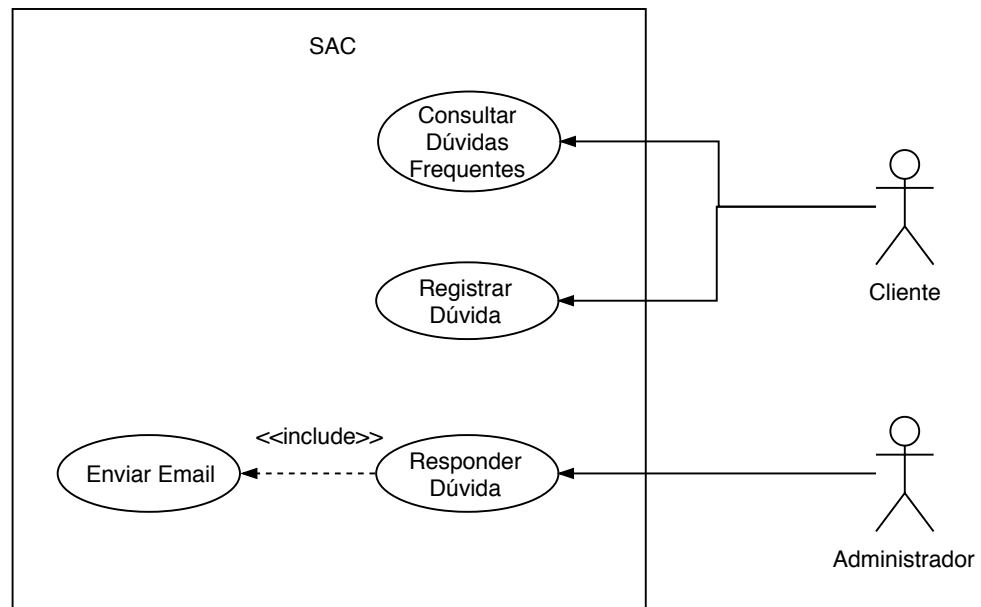 SAC
Consultar
Dúvidas
Frequentes
Cliente
Registrar
Dúvida
<<include>>
Enviar Email
Responder
Dúvida
Administrador